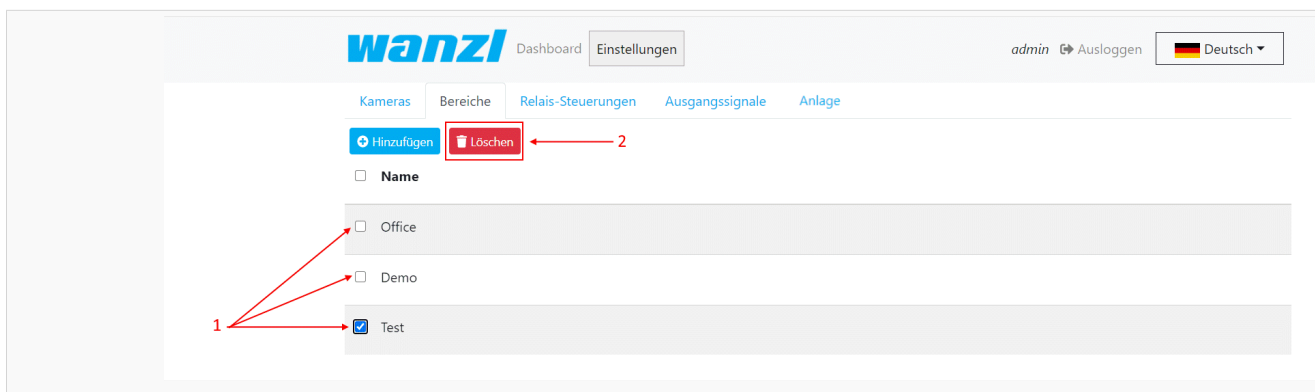 wanzl Dashboard Einstellungen admin Ausloggen Deutsch
Kameras Bereiche Relais-Steuerungen Ausgangssignale Anlage
Hinzufügen Löschen 2
Name
Office
Demo
1 Test